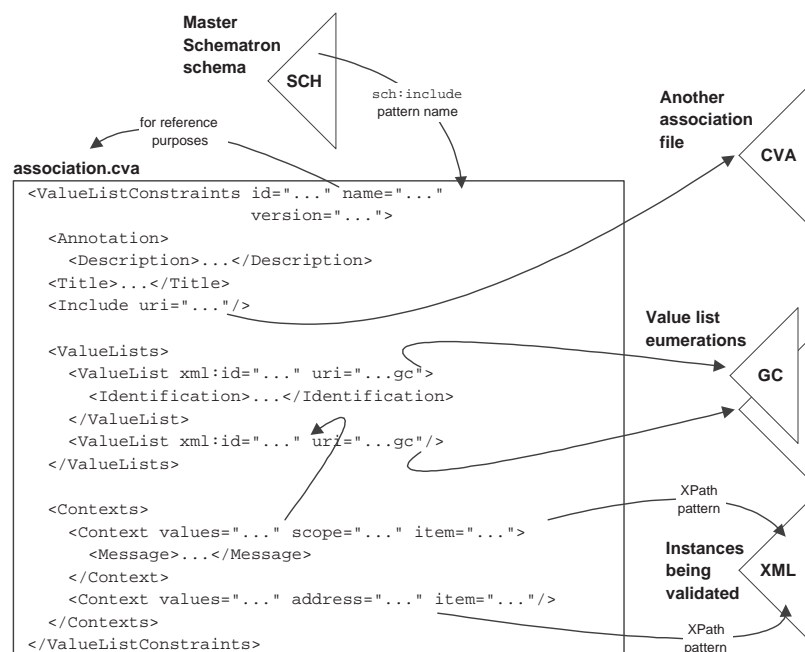 Master
Schematron
schema
SCH
sch:include
pattern name
for reference
purposes
Another
association
file
CVA
association.cva
<ValueListConstraints id="..." name="..."
version="...">
<Annotation>
<Description>...</Description>
<Title>...</Title>
<Include uri="..."/>
Value list
eumerations
GC
<ValueLists>
<ValueList xml:id="..." uri="...gc">
<Identification>...</Identification>
</ValueList>
<ValueList xml:id="..." uri="...gc"/>
</ValueLists>
XPath
pattern
<Contexts>
<Context values="..." scope="..." item="...">
<Message>...</Message>
</Context>
<Context values="..." address="..." item="..."/>
</Contexts>
</ValueListConstraints>
Instances
being
validated
XML
XPath
pattern